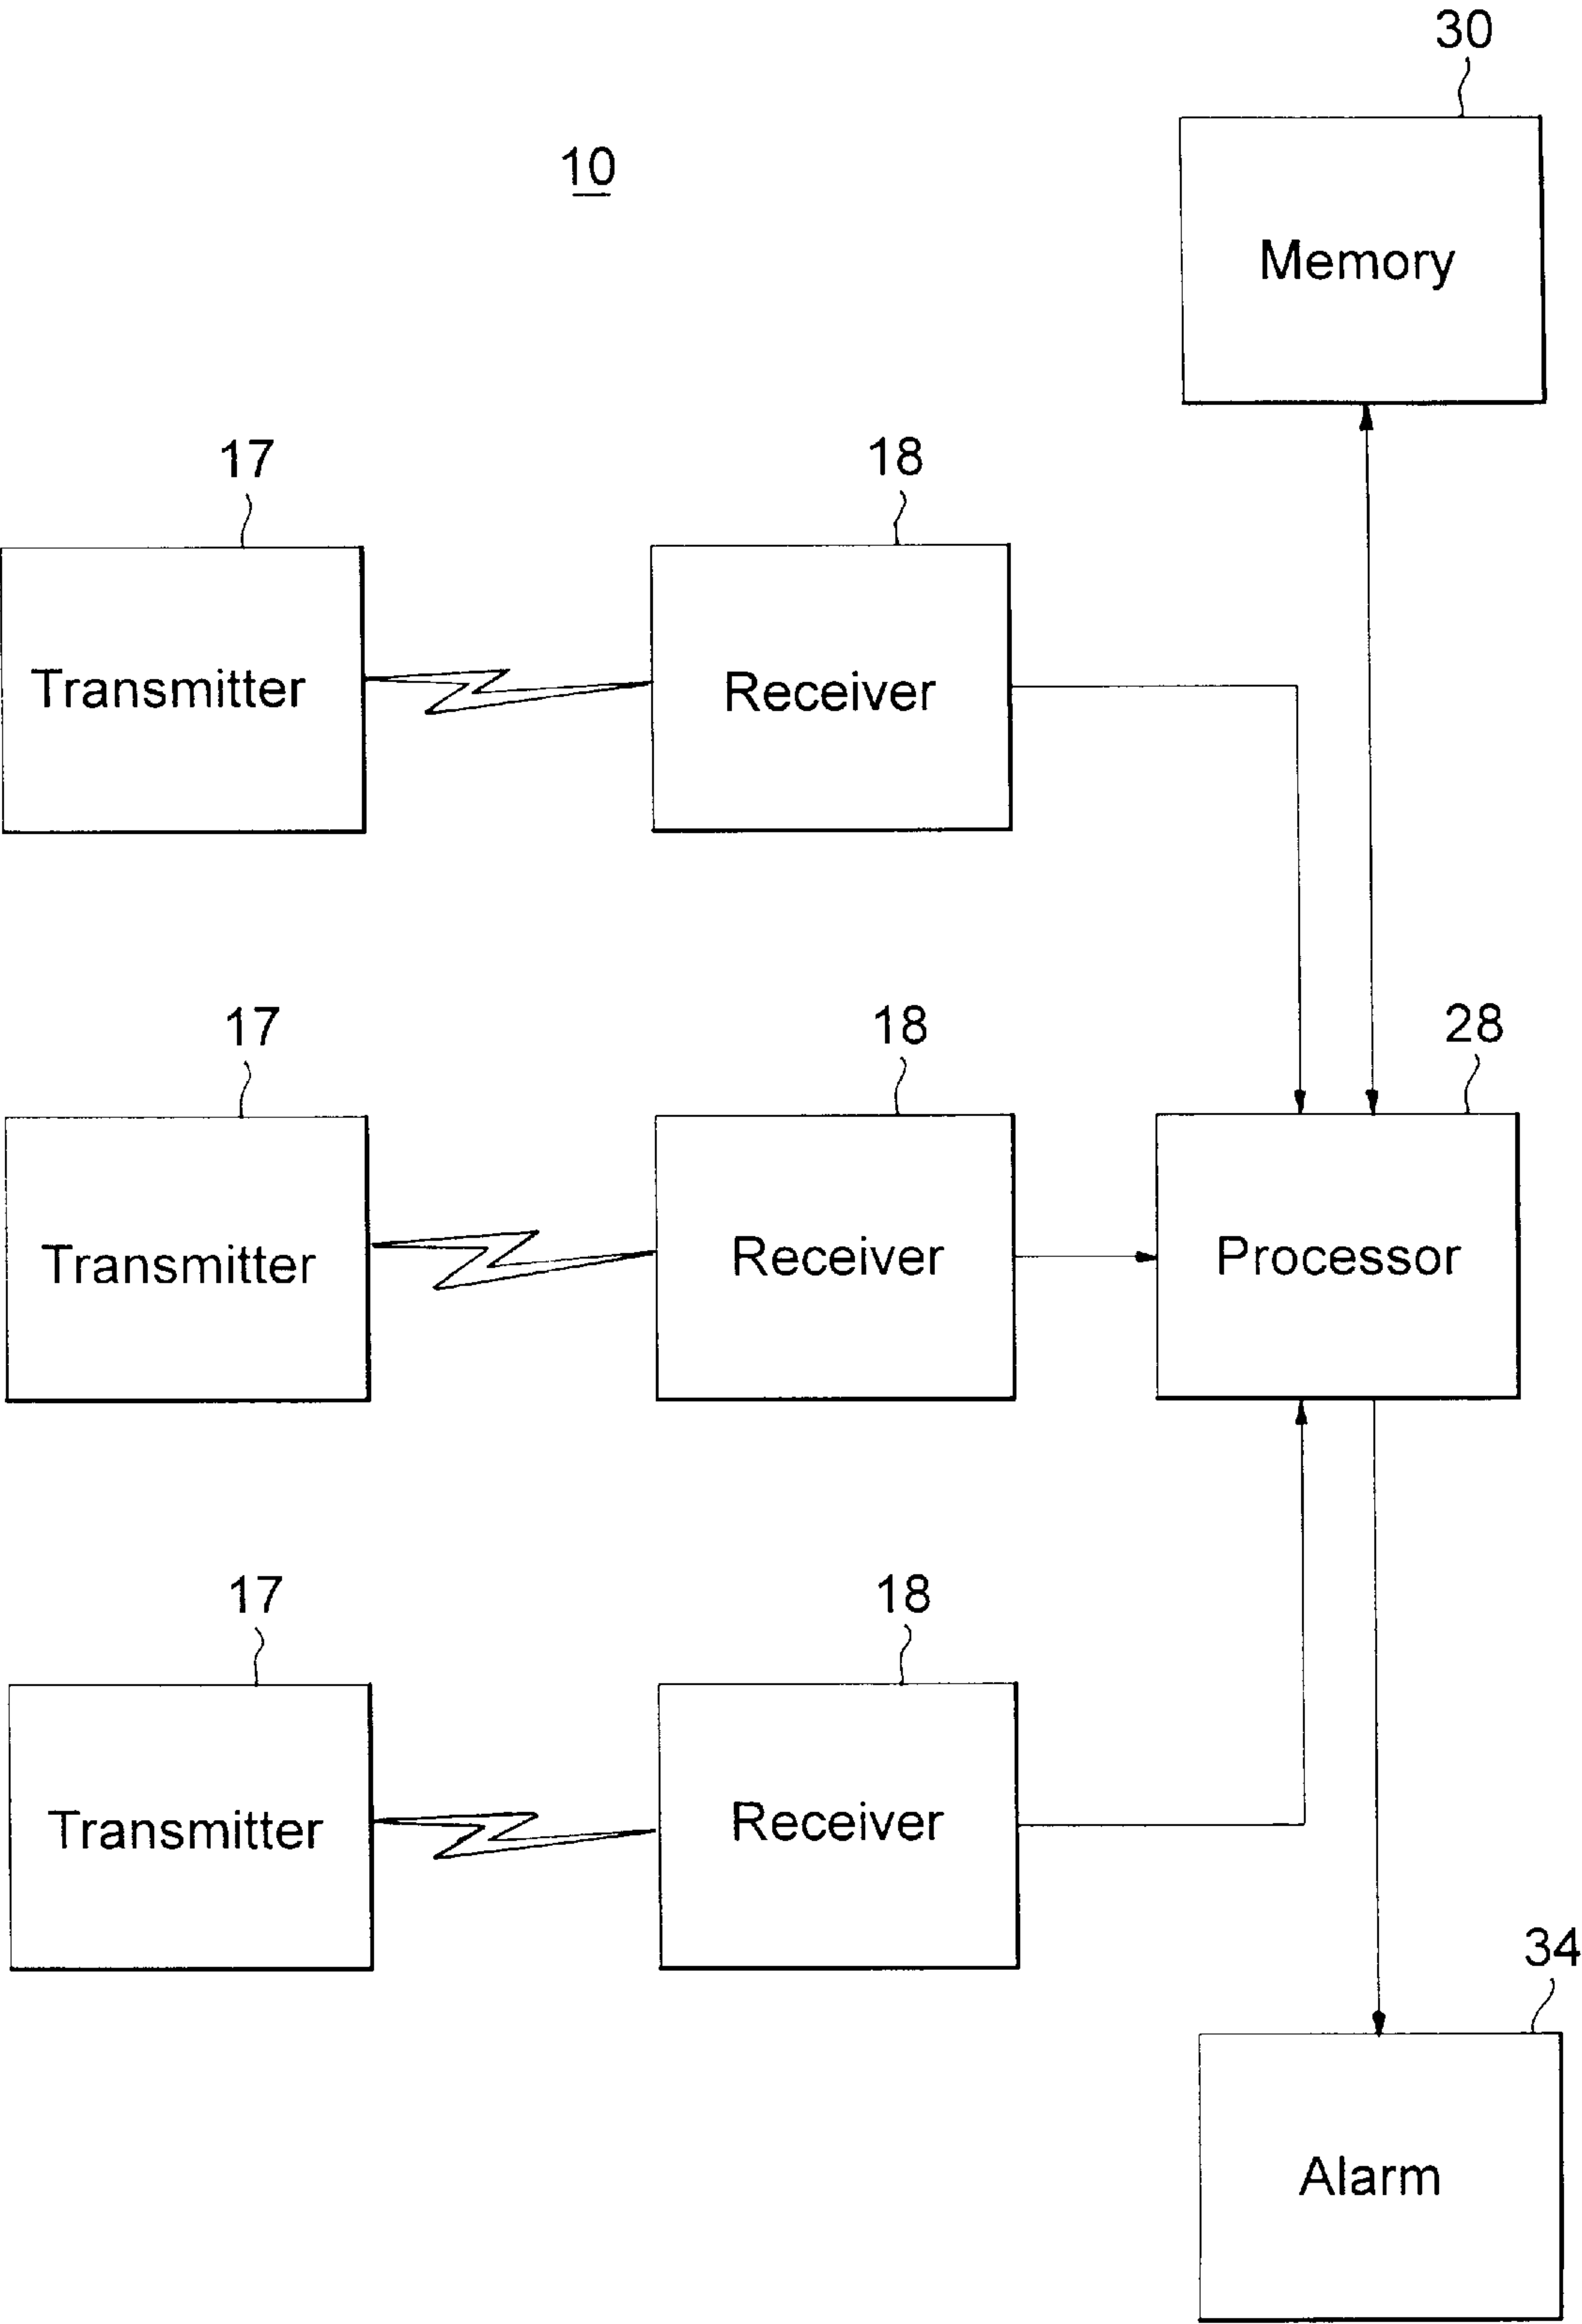 30
10
Memory
17
18
Transmitter
Receiver
17
18
28
Transmitter
Receiver
Processor
17
18
Transmitter
Receiver
34
Alarm